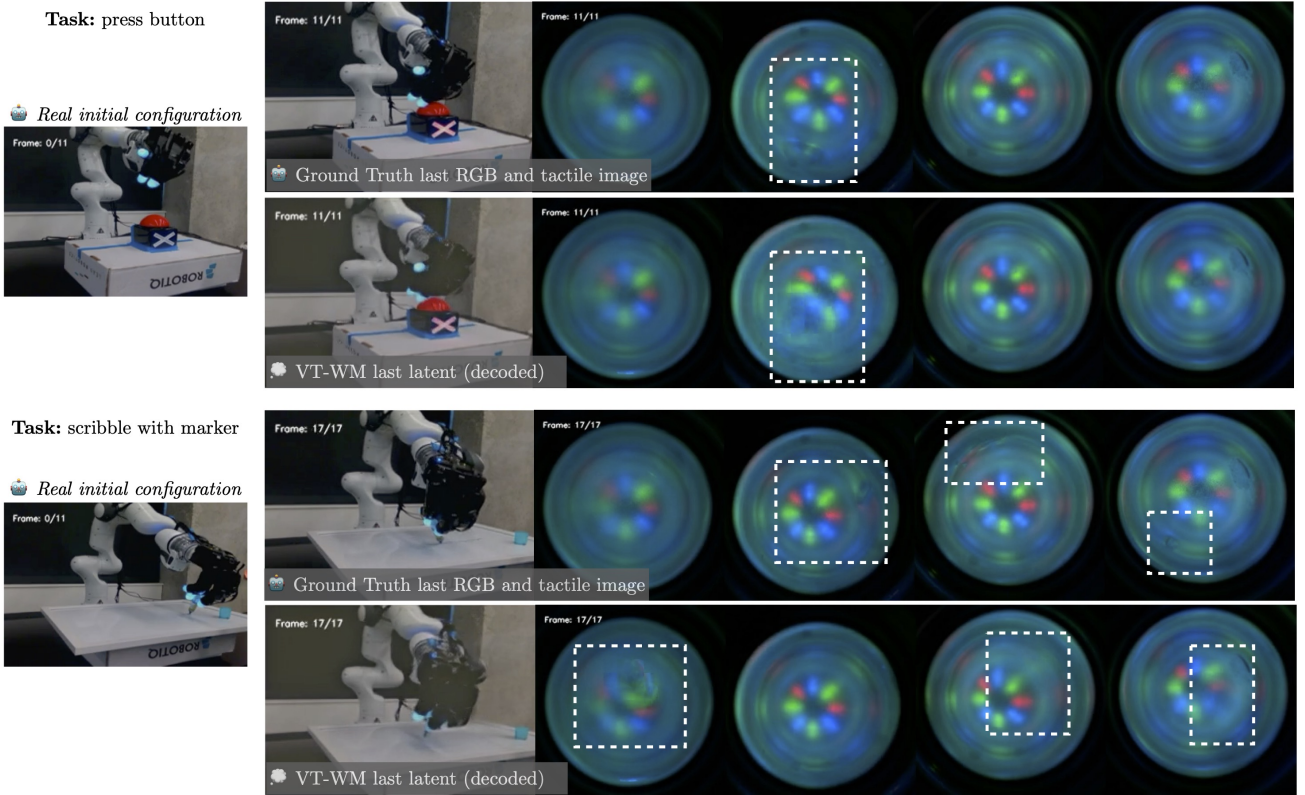 Task: press button
Real initial configuration
Frame: 0/11
ROBOTIQ
Frame: 11/11
Frame: 11/11
Ground Truth last RGB and tactile image
Frame: 11/11
Frame: 11/11
VT-WM last latent (decoded)
Task: scribble with marker
Real initial configuration
Frame: 0/11
ROBOTIQ
Frame: 17/17
Frame: 17/17
Ground Truth last RGB and tactile image
Frame: 17/17
Frame: 17/17
VT-WM last latent (decoded)